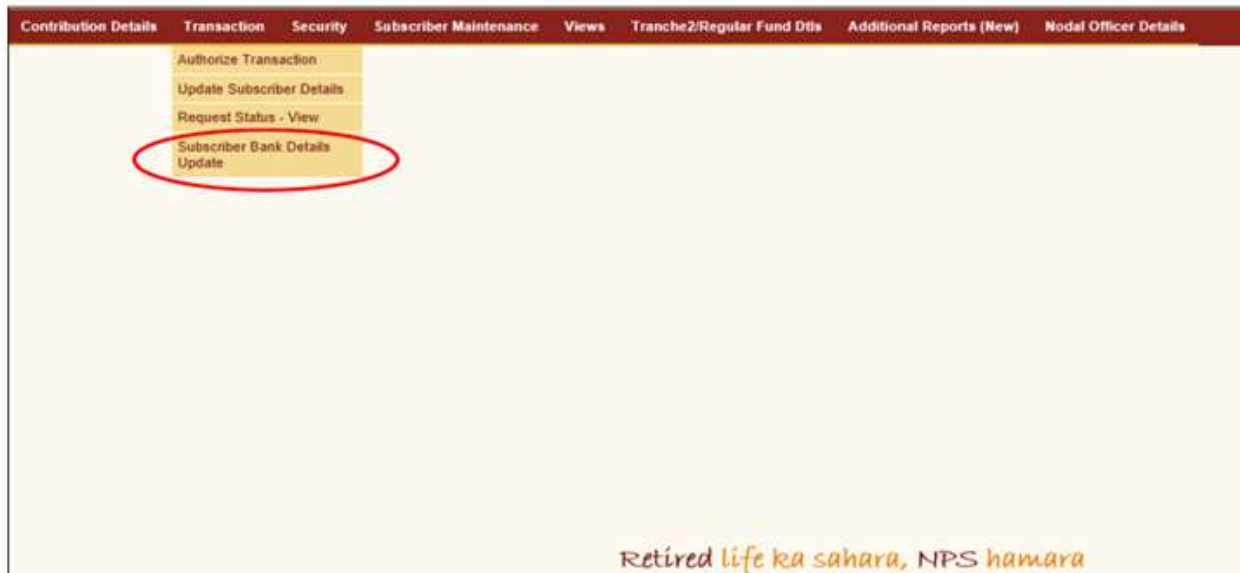 Contribution Details Transaction Security Subscriber Maintenance Views Tranche2/Regular Fund Dtls Additional Reports (New) Nodal Officer Details
Authorize Transaction
Update Subscriber Details
Request Status - View
Subscriber Bank Details
Update
Retired life ka sahara, NPS hamara